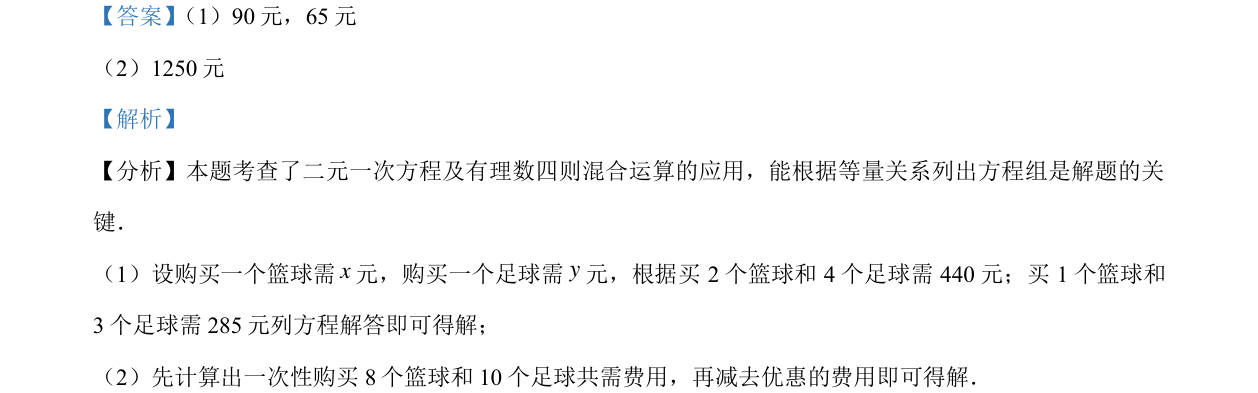 【答案】（1）90 元，65 元
（2）1250 元
【解析】
【分析】本题考查了二元一次方程及有理数四则混合运算的应用，能根据等量关系列出方程组是解题的关
键．
（1）设购买一个篮球需 x 元，购买一个足球需 y 元，根据买 2 个篮球和 4 个足球需 440 元；买 1 个篮球和
3 个足球需 285 元列方程解答即可得解；
（2）先计算出一次性购买 8 个篮球和 10 个足球共需费用，再减去优惠的费用即可得解．